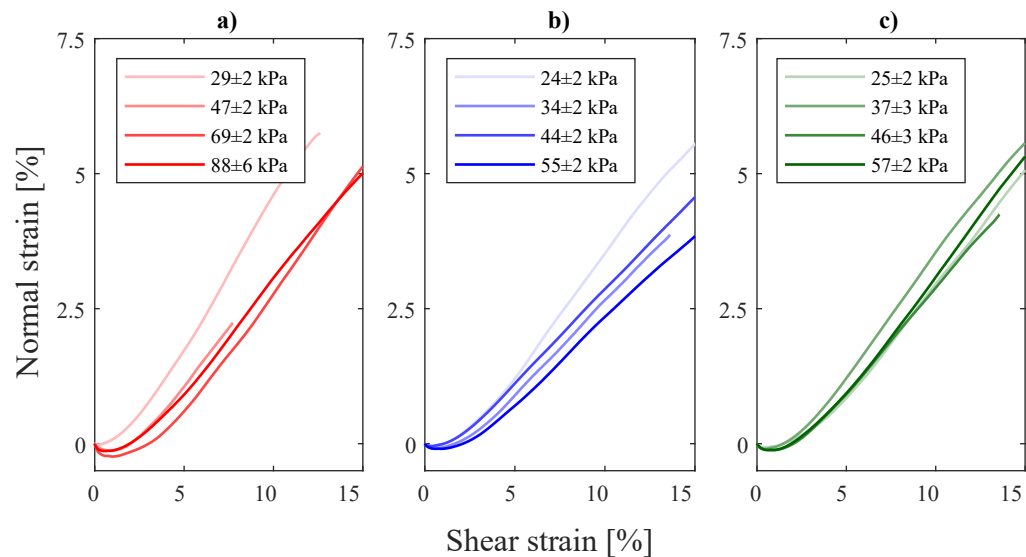 a)
b)
c)
7.5
5
2.5
0
29±2 kPa
47±2 kPa
69±2 kPa
88±6 kPa
0 5 10 15
7.5
5
2.5
0
24±2 kPa
34±2 kPa
44±2 kPa
55±2 kPa
0 5 10 15
7.5
5
2.5
0
25±2 kPa
37±3 kPa
46±3 kPa
57±2 kPa
0 5 10 15
Normal strain [%]
Shear strain [%]